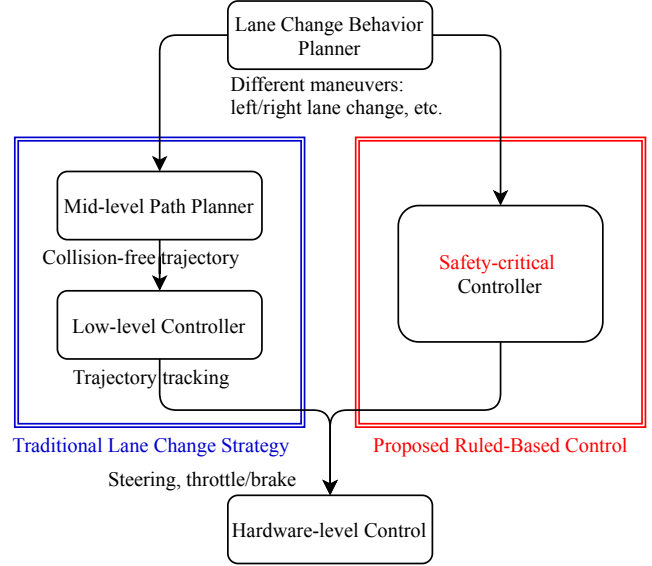 Lane Change Behavior
Planner
Different maneuvers:
left/right lane change, etc.
Mid-level Path Planner
Collision-free trajectory
Low-level Controller
Trajectory tracking
Safety-critical
Controller
Traditional Lane Change Strategy
Proposed Ruled-Based Control
Steering, throttle/brake
Hardware-level Control